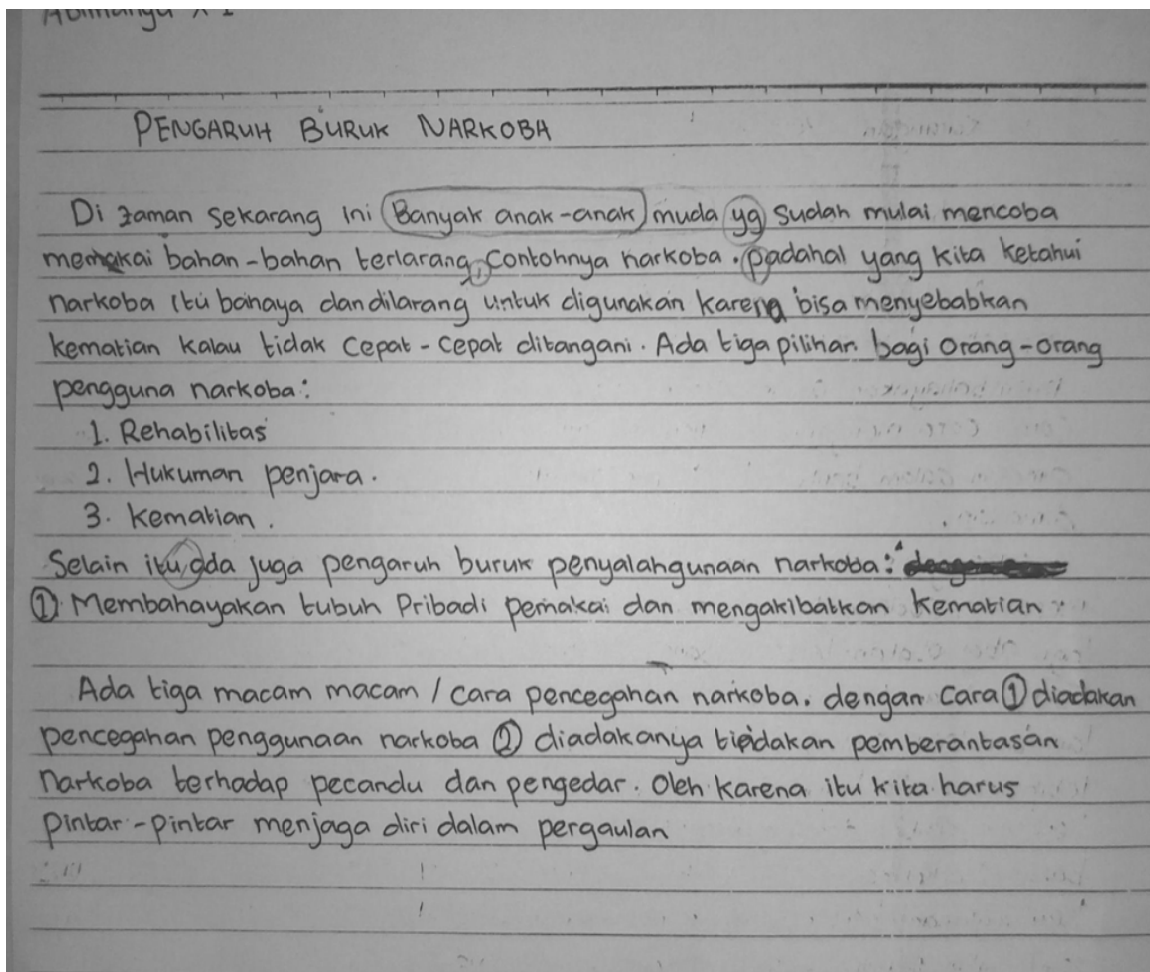 PENGARUH BURUK NARKOBA
Di zaman sekarang ini Banyak anak-anak muda yg sudah mulai mencoba
memakai bahan-bahan terlarang, Contohnya narkoba. padahal yang kita ketahui
narkoba itu bahaya dan dilarang untuk digunakan karena bisa menyebabkan
kematian kalau tidak cepat-cepat ditangani. Ada tiga pilihan bagi orang-orang
pengguna narkoba:
1. Rehabilitas
2. Hukuman penjara.
3. kematian.
Selain itu, ada juga pengaruh buruk penyalahgunaan narkoba:
① Membahayakan tubuh Pribadi pemakai dan mengakibatkan kematian.
Ada tiga macam macam / cara pencegahan narkoba. dengan cara ① diadakan
pencegahan penggunaan narkoba ② diadakanya tindakan pemberantasan
narkoba terhadap pecandu dan pengedar. Oleh karena itu kita harus
pintar-pintar menjaga diri dalam pergaulan